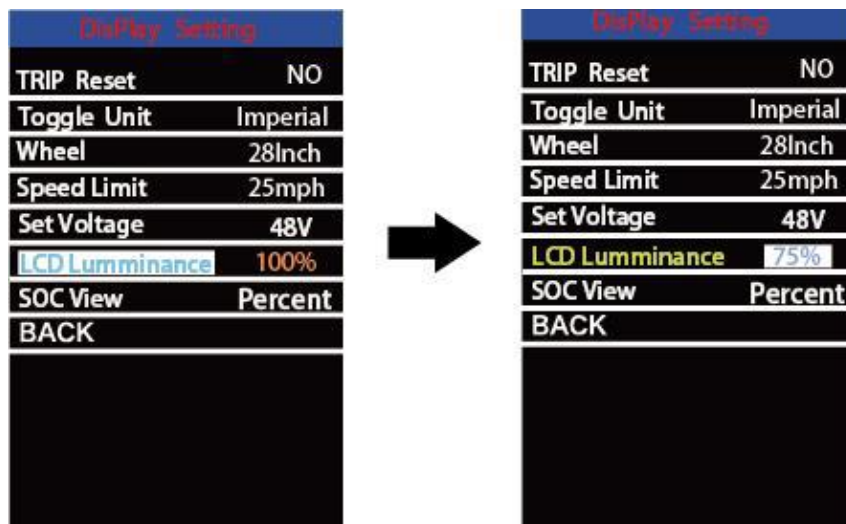 DisPlay Setting
TRIP Reset NO
Toggle Unit Imperial
Wheel 28Inch
Speed Limit 25mph
Set Voltage 48V
LCD Lumminance 100%
SOC View Percent
BACK
DisPlay Setting
TRIP Reset NO
Toggle Unit Imperial
Wheel 28Inch
Speed Limit 25mph
Set Voltage 48V
LCD Lumminance 75%
SOC View Percent
BACK